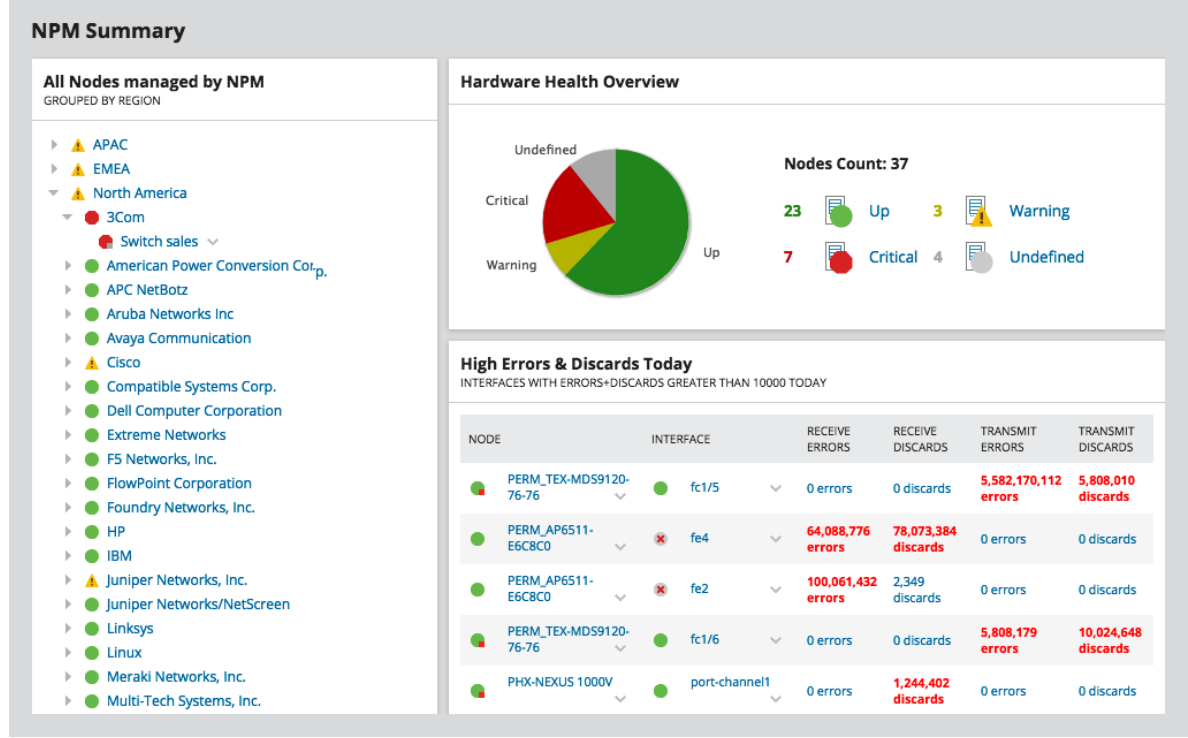 NPM Summary
All Nodes managed by NPM
GROUPED BY REGION
APAC
EMEA
North America
3Com
Switch sales
American Power Conversion Corp.
APC NetBotz
Aruba Networks Inc
Avaya Communication
Cisco
Compatible Systems Corp.
Dell Computer Corporation
Extreme Networks
F5 Networks, Inc.
FlowPoint Corporation
Foundry Networks, Inc.
HP
IBM
Juniper Networks, Inc.
Juniper Networks/NetScreen
Linksys
Linux
Meraki Networks, Inc.
Multi-Tech Systems, Inc.
Hardware Health Overview
Undefined
Critical
Warning
Up
Nodes Count: 37
23 Up 3 Warning
7 Critical 4 Undefined
High Errors & Discards Today
INTERFACES WITH ERRORS+DISCARDS GREATER THAN 10000 TODAY
NODE INTERFACE RECEIVE ERRORS RECEIVE DISCARDS TRANSMIT ERRORS TRANSMIT DISCARDS
PERM_TEX-MDS9120-76-76 fc1/5 0 errors 0 discards 5,582,170,112 errors 5,808,010 discards
PERM_AP6511-E6C8C0 fe4 64,088,776 errors 78,073,384 discards 0 errors 0 discards
PERM_AP6511-E6C8C0 fe2 100,061,432 errors 2,349 discards 0 errors 0 discards
PERM_TEX-MDS9120-76-76 fc1/6 0 errors 0 discards 5,808,179 errors 10,024,648 discards
PHX-NEXUS 1000V port-channel1 0 errors 1,244,402 discards 0 errors 0 discards